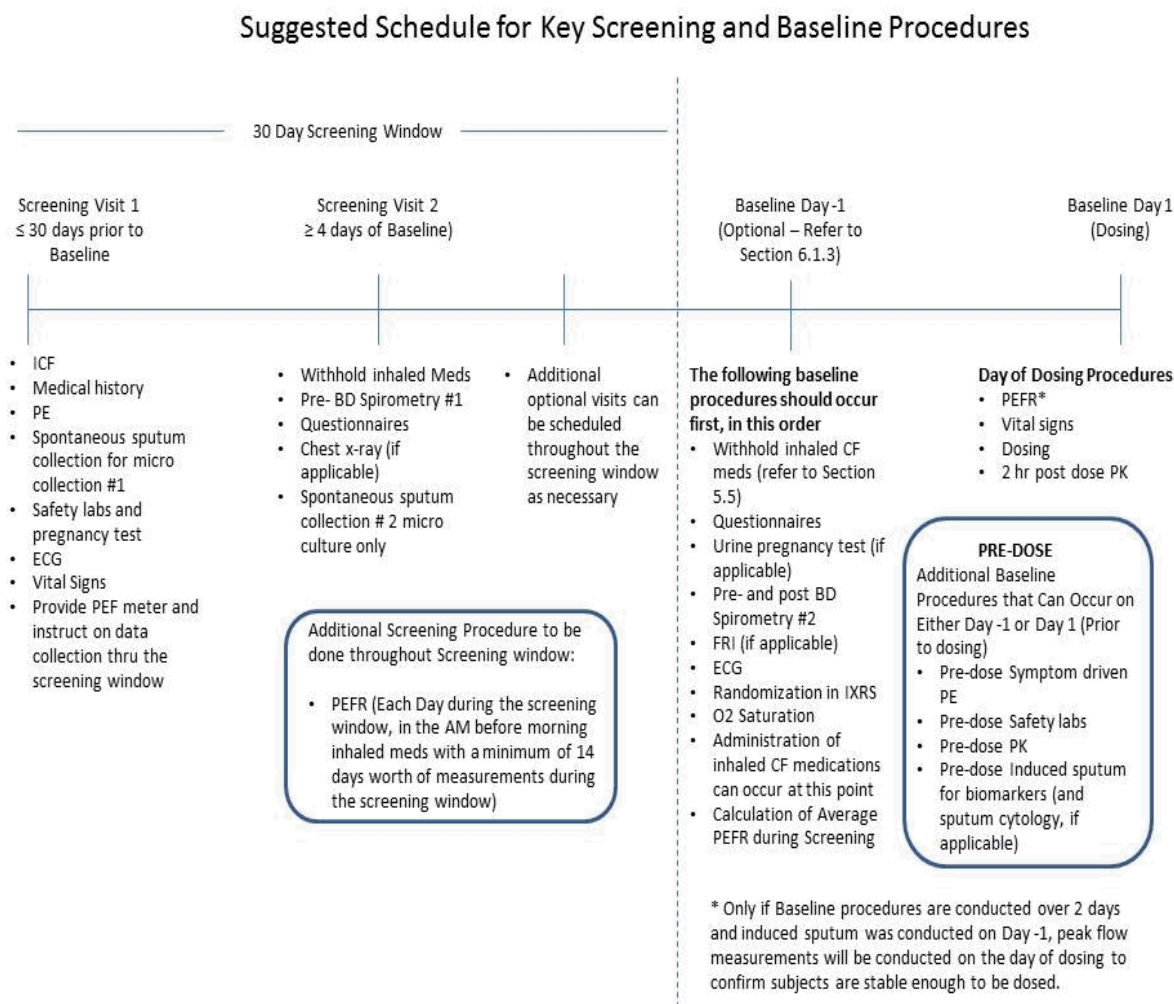 Suggested Schedule for Key Screening and Baseline Procedures
30 Day Screening Window
Screening Visit 1
≤ 30 days prior to
Baseline
Screening Visit 2
≥ 4 days of Baseline)
Baseline Day -1
(Optional – Refer to
Section 6.1.3)
Baseline Day 1
(Dosing)
• ICF
• Medical history
• PE
• Spontaneous sputum
collection for micro
collection #1
• Safety labs and
pregnancy test
• ECG
• Vital Signs
• Provide PEF meter and
instruct on data
collection thru the
screening window
• Withhold inhaled Meds
• Pre- BD Spirometry #1
• Questionnaires
• Chest x-ray (if
applicable)
• Spontaneous sputum
collection # 2 micro
culture only
Additional Screening Procedure to be
done throughout Screening window:
• PEFR (Each Day during the screening
window, in the AM before morning
inhaled meds with a minimum of 14
days worth of measurements during
the screening window)
• Additional
optional visits can
be scheduled
throughout the
screening window
as necessary
The following baseline
procedures should occur
first, in this order
• Withhold inhaled CF
meds (refer to Section
5.5)
• Questionnaires
• Urine pregnancy test (if
applicable)
• Pre- and post BD
Spirometry #2
• FRI (if applicable)
• ECG
• Randomization in IXRS
• O2 Saturation
• Administration of
inhaled CF medications
can occur at this point
• Calculation of Average
PEFR during Screening
Day of Dosing Procedures
• PEFR*
• Vital signs
• Dosing
• 2 hr post dose PK
PRE-DOSE
Additional Baseline
Procedures that Can Occur on
Either Day -1 or Day 1 (Prior
to dosing)
• Pre-dose Symptom driven
PE
• Pre-dose Safety labs
• Pre-dose PK
• Pre-dose Induced sputum
for biomarkers (and
sputum cytology, if
applicable)
* Only if Baseline procedures are conducted over 2 days
and induced sputum was conducted on Day -1, peak flow
measurements will be conducted on the day of dosing to
confirm subjects are stable enough to be dosed.